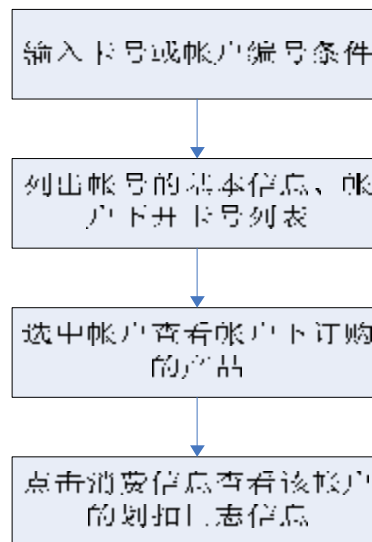 输入卡号或帐户编号条件
列出帐号的基本信息、帐
户下并卡号列表
选中帐户查看帐户下订购
的产品
点击消费信息查看该帐户
的划扣日志信息